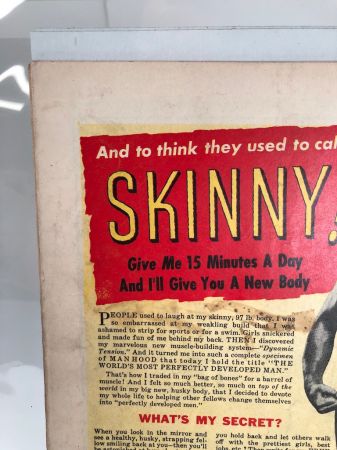 And to think they used to cal
SKINNY!
Give Me 15 Minutes A Day
And I'll Give You A New Body
PEOPLE used to laugh at my skinny, 97 lb. body. I was
so embarrassed at my weakling build that I was
ashamed to strip for sports or for a swim. Girls snickered
and made fun of me behind my back. THEN I discovered
my marvelous new muscle-building system—"Dynamic
Tension." And it turned me into such a complete specimen
of MAN HOOD that today I hold the title "THE
WORLD'S MOST PERFECTLY DEVELOPED MAN."
That's how I traded in my "bag of bones" for a barrel of
muscle! And I felt so much better, so much on top of the
world in my big new, husky body, that I decided to devote
my whole life to helping other fellows change themselves
into "perfectly developed men."
WHAT'S MY SECRET?
When you look in the mirror and
see a healthy, husky, strapping fel-
low smiling back at you—then you'll
you hold back and let others walk
off with the prettiest girls, best